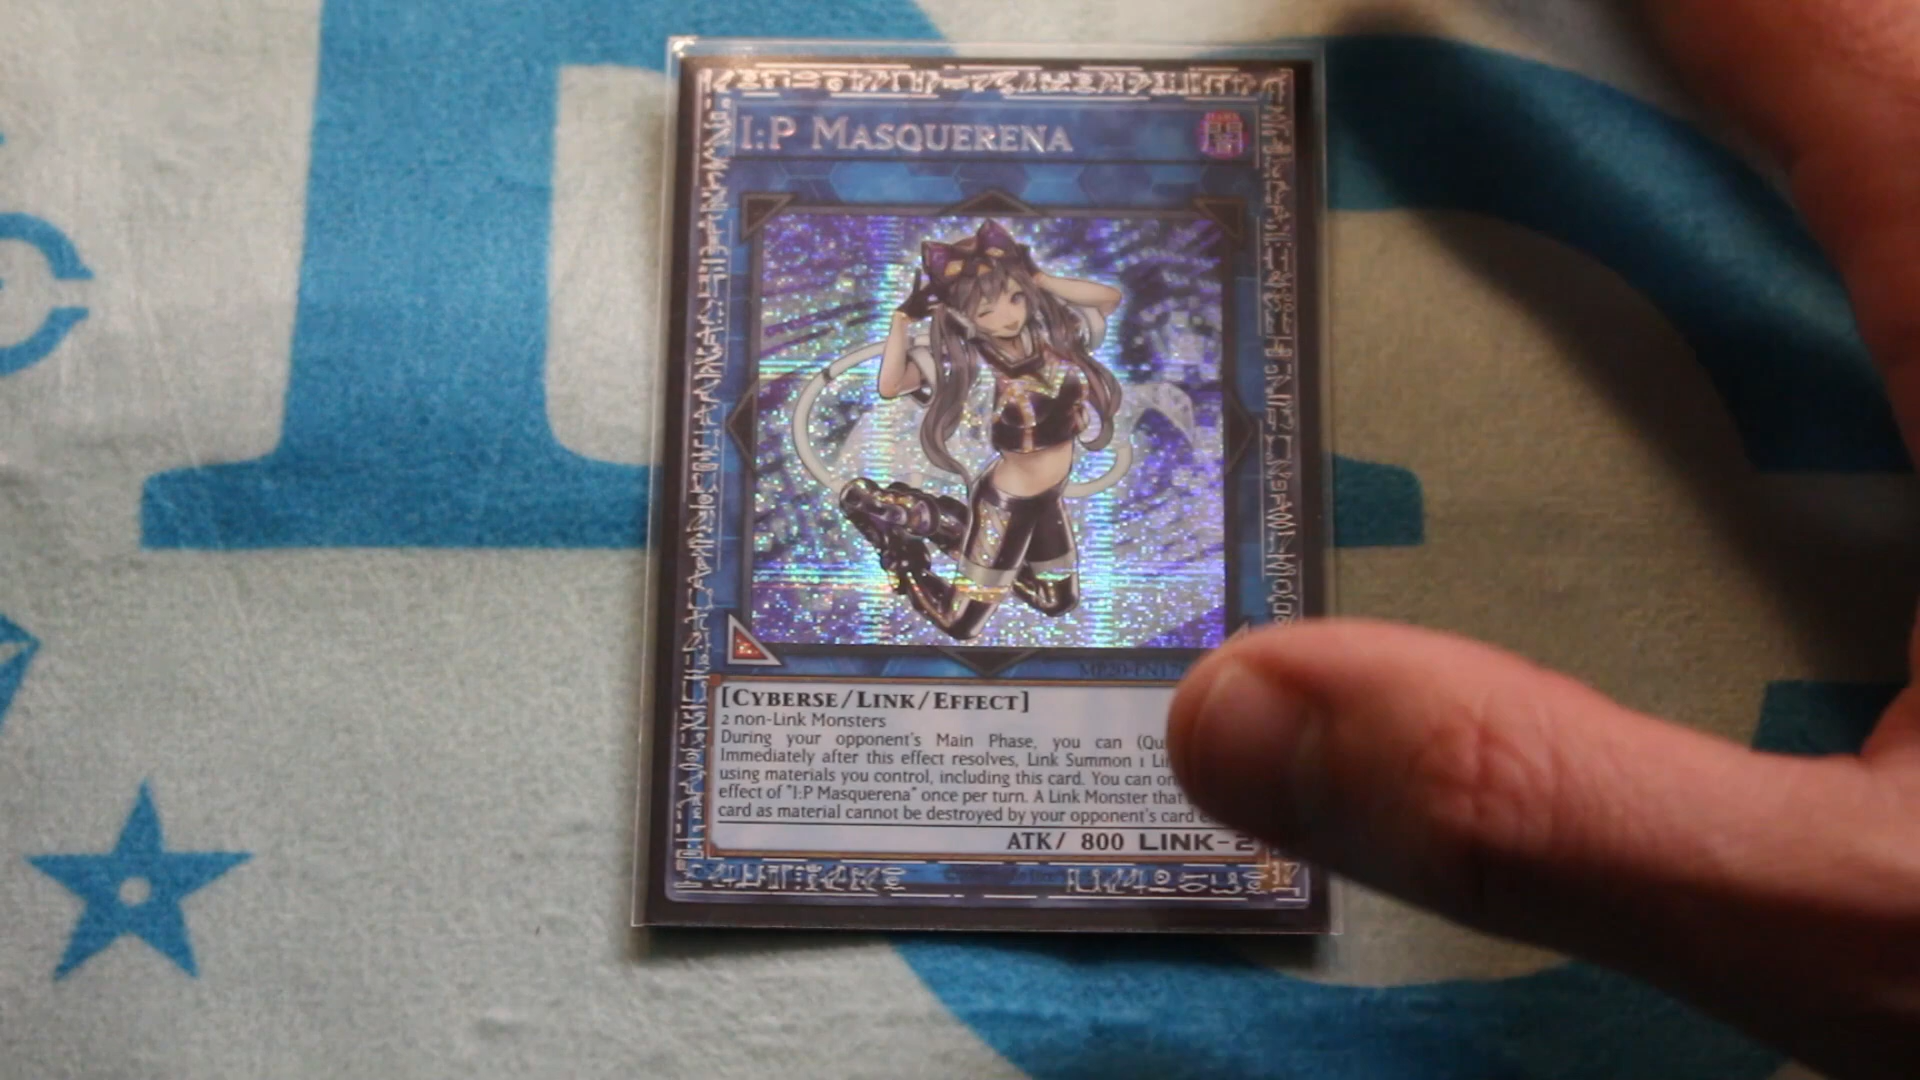 I:P MASQUERENA
[CYBERSE/LINK/EFFECT]
2 non-Link Monsters
During your opponent's Main Phase, you can
Immediately after this effect resolves, Link Summon 1
using materials you control, including this card. You can
effect of "I:P Masquerena" once per turn. A Link Monster that
card as material cannot be destroyed by your opponent's card
ATK/ 800 LINK-2